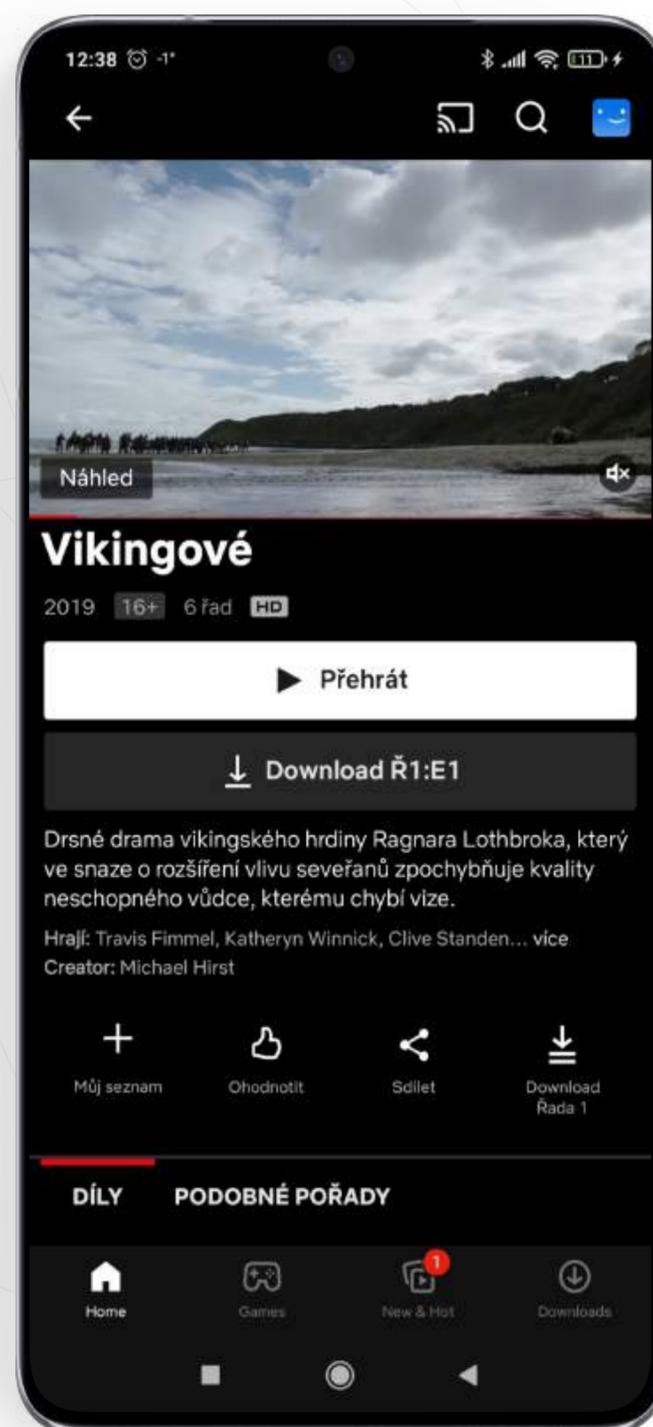 12:38 -1°
11
Náhled
Vikingové
2019 16+ 6 řad HD
Přehrát
Download Ř1:E1
Drsné drama vikingského hrdiny Ragnara Lothbroka, který
ve snaze o rozšíření vlivu seveřanů zpochybňuje kvality
neschopného vůdce, kterému chybí vize.
Hrají: Travis Fimmel, Katheryn Winnick, Clive Standen... více
Creator: Michael Hirst
Můj seznam Ohodnotit Sdílet Download
Řada 1
DÍLY PODOBNÉ POŘADY
1
Home Games New & Hot Downloads